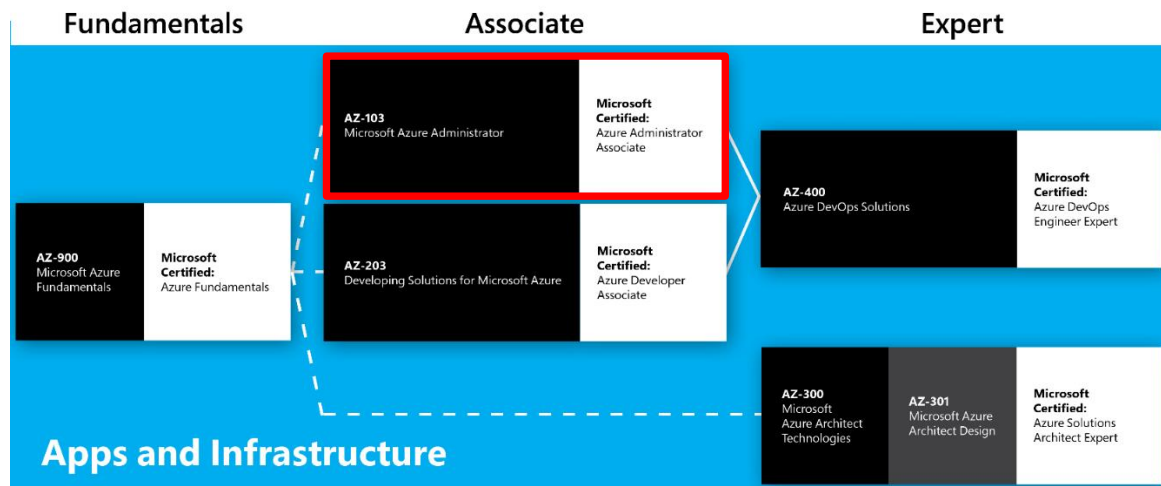 Fundamentals
Associate
Expert
AZ-103
Microsoft Azure Administrator
Microsoft
Certified:
Azure Administrator
Associate
AZ-400
Azure DevOps Solutions
Microsoft
Certified:
Azure DevOps
Engineer Expert
AZ-900
Microsoft Azure
Fundamentals
Microsoft
Certified:
Azure Fundamentals
AZ-203
Developing Solutions for Microsoft Azure
Microsoft
Certified:
Azure Developer
Associate
AZ-300
Microsoft
Azure Architect
Technologies
AZ-301
Microsoft Azure
Architect Design
Microsoft
Certified:
Azure Solutions
Architect Expert
Apps and Infrastructure